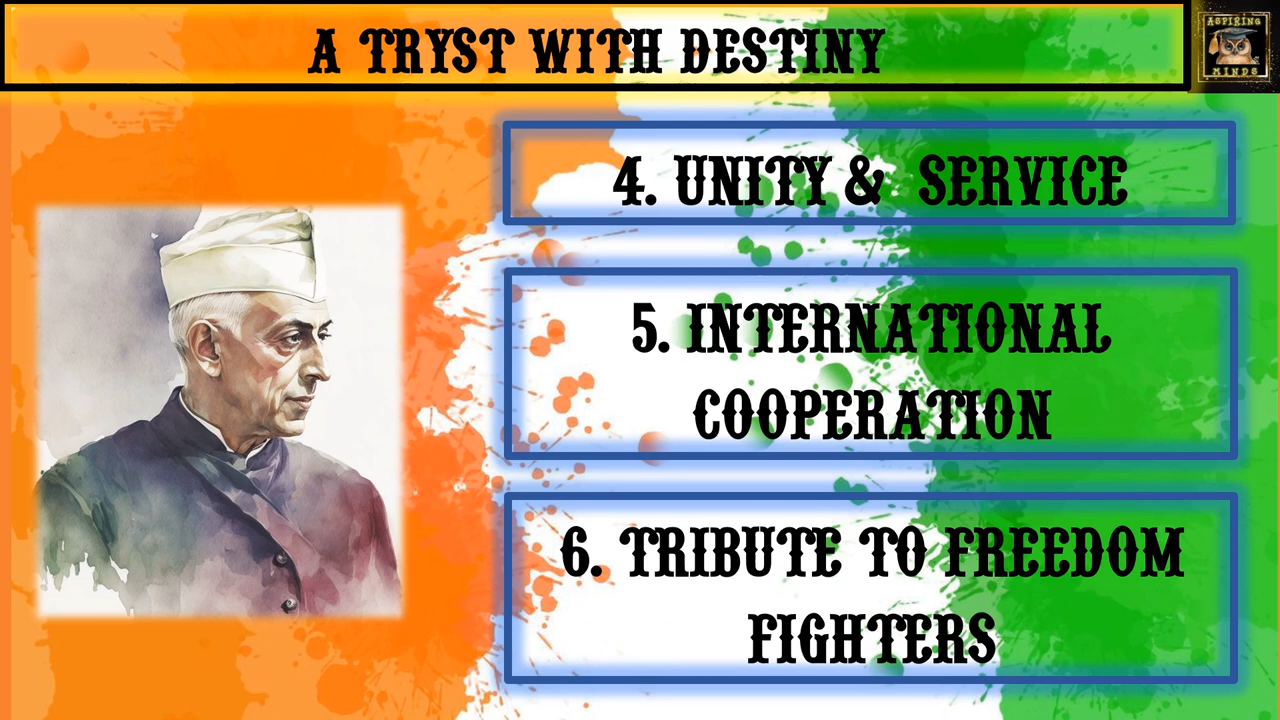 A TRYST WITH DESTINY
ASPIRING
MINDS
4. UNITY & SERVICE
5. INTERNATIONAL
COOPERATION
6. TRIBUTE TO FREEDOM
FIGHTERS